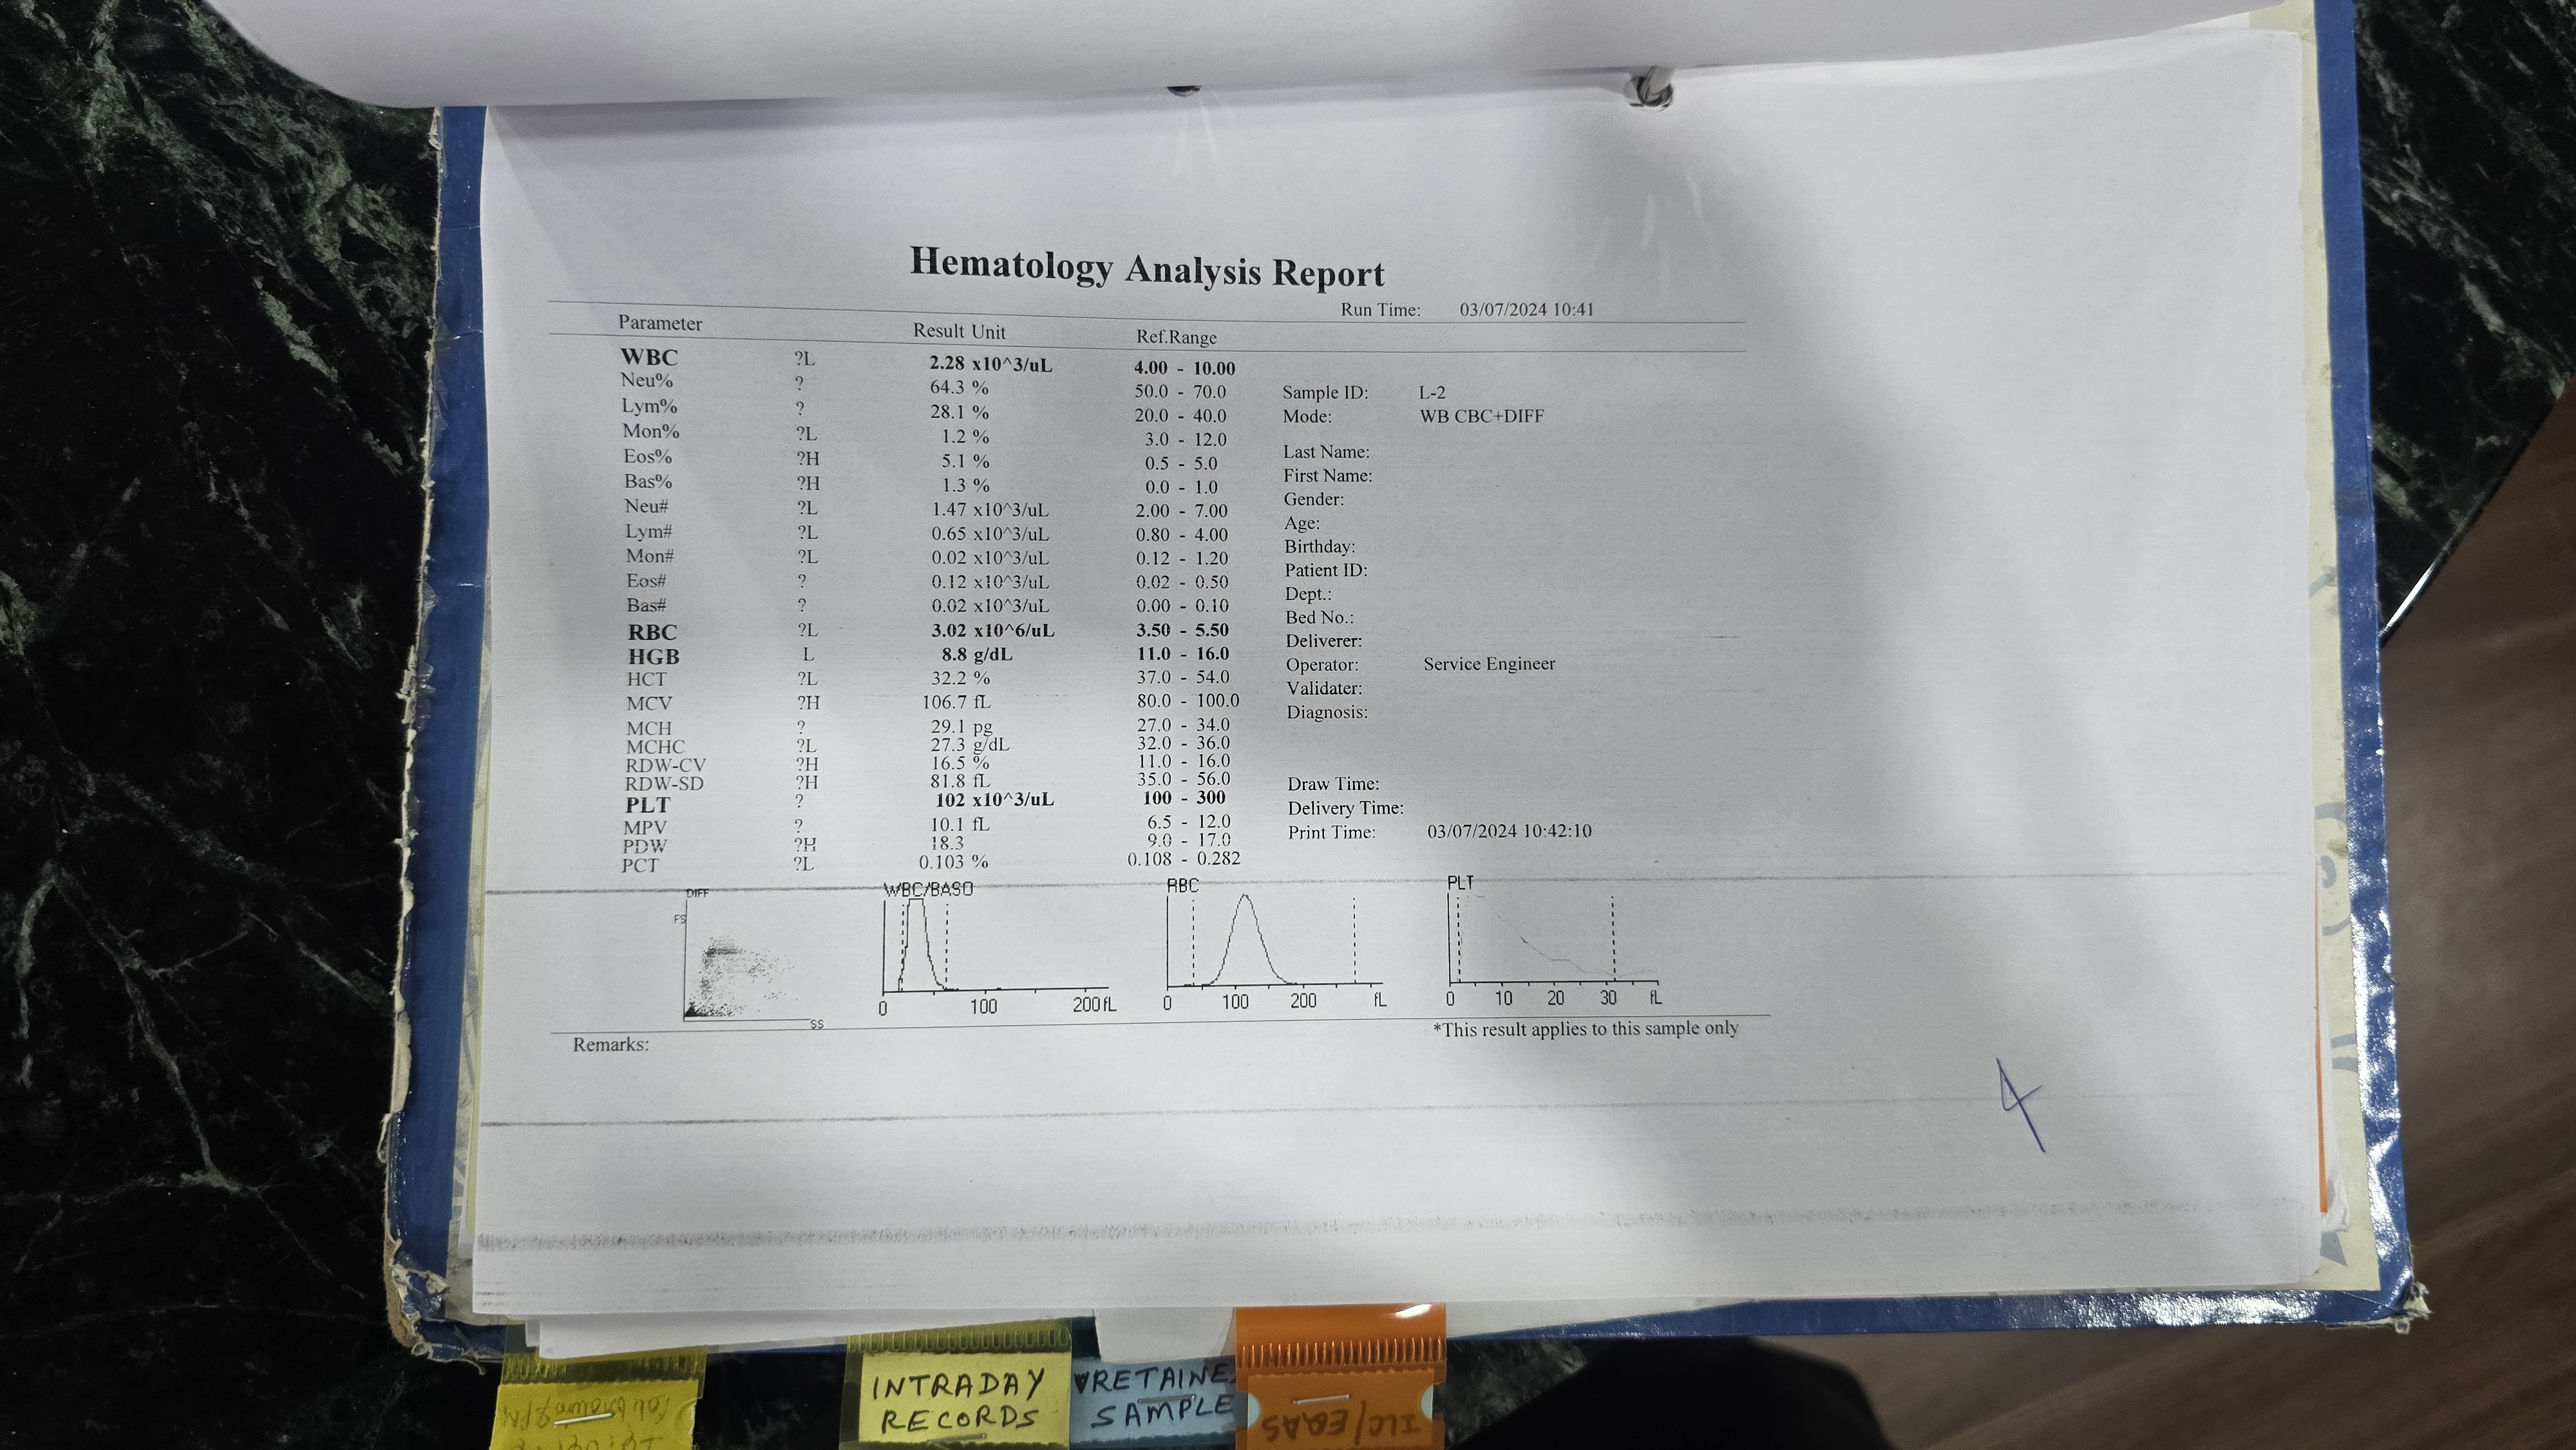 Hematology Analysis Report
Run Time: 03/07/2024 10:41
Parameter Result Unit Ref.Range
WBC ?L 2.28 x10^3/uL 4.00 - 10.00
Neu% ? 64.3 % 50.0 - 70.0
Lym% ? 28.1 % 20.0 - 40.0
Mon% ?L 1.2 % 3.0 - 12.0
Eos% ?H 5.1 % 0.5 - 5.0
Bas% ?H 1.3 % 0.0 - 1.0
Neu# ?L 1.47 x10^3/uL 2.00 - 7.00
Lym# ?L 0.65 x10^3/uL 0.80 - 4.00
Mon# ?L 0.02 x10^3/uL 0.12 - 1.20
Eos# ? 0.12 x10^3/uL 0.02 - 0.50
Bas# ? 0.02 x10^3/uL 0.00 - 0.10
RBC ?L 3.02 x10^6/uL 3.50 - 5.50
HGB L 8.8 g/dL 11.0 - 16.0
HCT ?L 32.2 % 37.0 - 54.0
MCV ?H 106.7 fL 80.0 - 100.0
MCH ? 29.1 pg 27.0 - 34.0
MCHC ?L 27.3 g/dL 32.0 - 36.0
RDW-CV ?H 16.5 % 11.0 - 16.0
RDW-SD ?H 81.8 fL 35.0 - 56.0
PLT ? 102 x10^3/uL 100 - 300
MPV ? 10.1 fL 6.5 - 12.0
PDW ?H 18.3 9.0 - 17.0
PCT ?L 0.103 % 0.108 - 0.282
Sample ID: L-2
Mode: WB CBC+DIFF
Last Name:
First Name:
Gender:
Age:
Birthday:
Patient ID:
Dept.:
Bed No.:
Deliverer:
Operator: Service Engineer
Validater:
Diagnosis:
Draw Time:
Delivery Time:
Print Time: 03/07/2024 10:42:10
DIFF
FS
SS
WBC/BASO
0 100 200fL
RBC
0 100 200 fL
PLT
0 10 20 30 fL
*This result applies to this sample only
Remarks:
INTRADAY
RECORDS
RETAINE
SAMPLE
ILC/EQAS